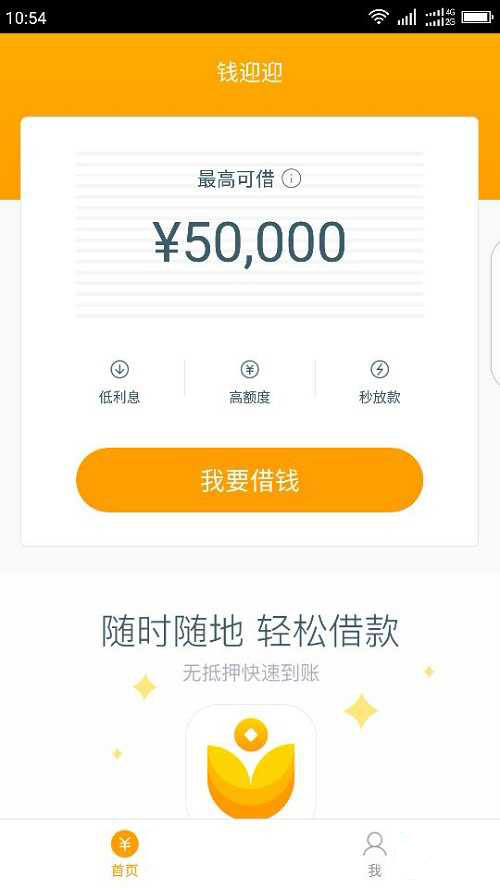 10:54
4G
2G
钱迎迎
最高可借
¥50,000
低利息 高额度 秒放款
我要借钱
随时随地 轻松借款
无抵押快速到账
首页 我